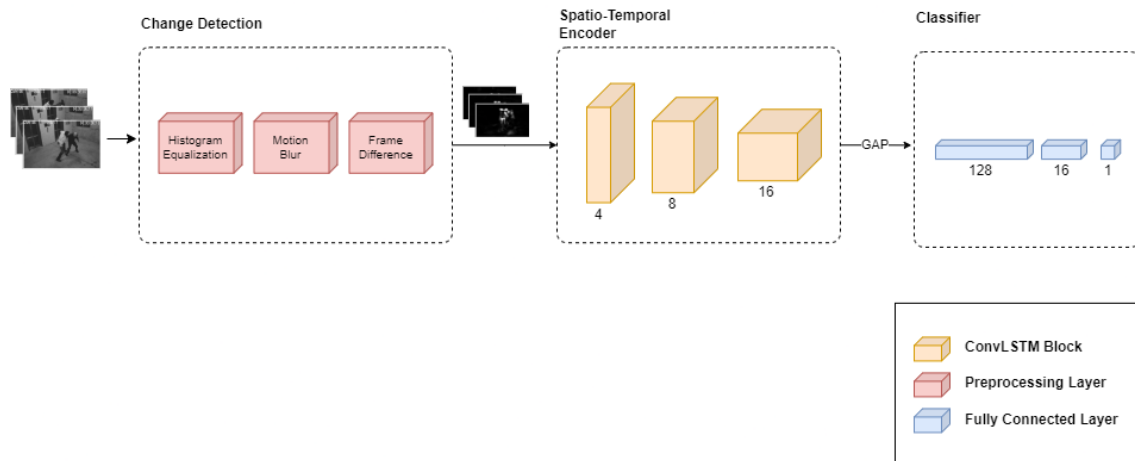 Change Detection
Histogram
Equalization
Motion
Blur
Frame
Difference
Spatio-Temporal
Encoder
4
8
16
GAP
Classifier
128
16
1
ConvLSTM Block
Preprocessing Layer
Fully Connected Layer